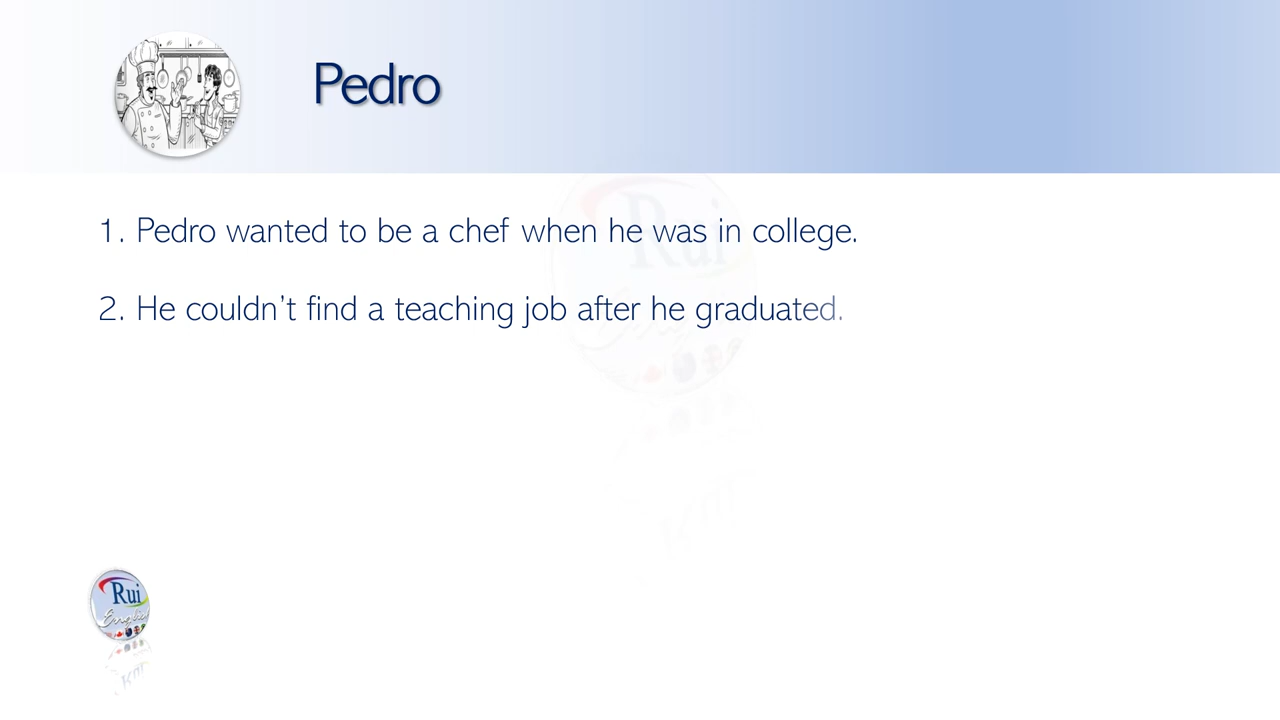 Pedro
1. Pedro wanted to be a chef when he was in college.
2. He couldn't find a teaching job after he graduated.
Rui
English